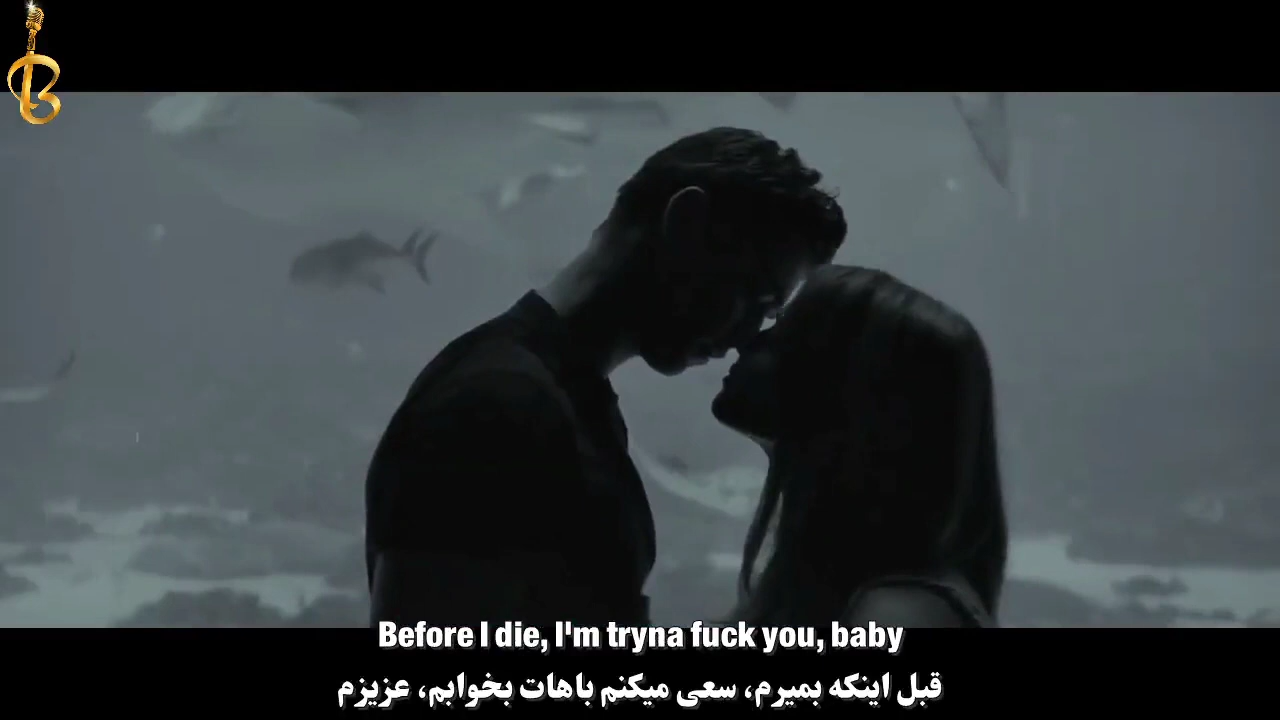 B
Before I die, I'm tryna fuck you, baby
قبل اینکه بمیرم، سعی میکنم باهات بخوابم، عزیزم